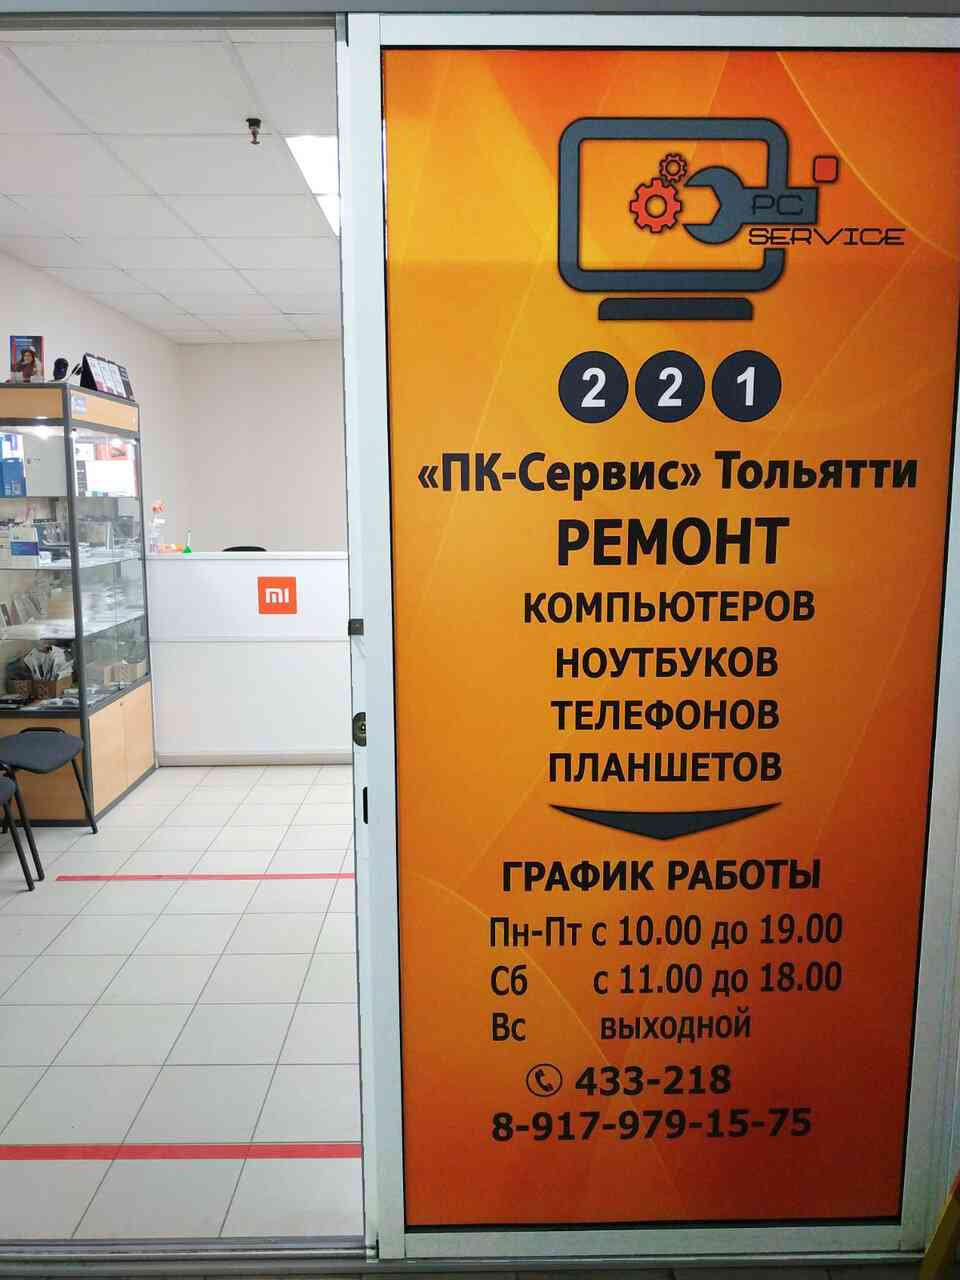 PC
SERVICE
2 2 1
«ПК-Сервис» Тольятти
РЕМОНТ
КОМПЬЮТЕРОВ
НОУТБУКОВ
ТЕЛЕФОНОВ
ПЛАНШЕТОВ
ГРАФИК РАБОТЫ
Пн-Пт с 10.00 до 19.00
Сб с 11.00 до 18.00
Вс выходной
433-218
8-917-979-15-75
mi